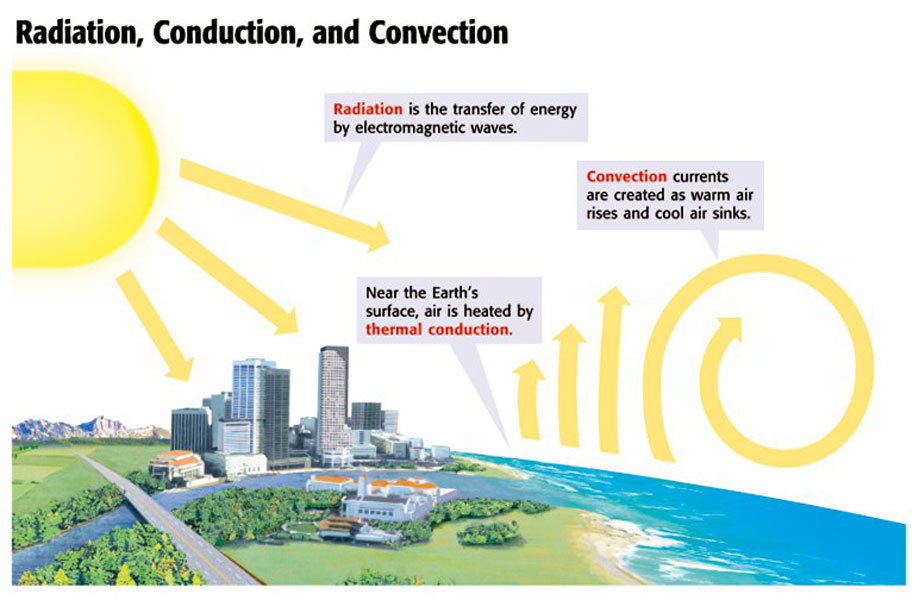 Radiation, Conduction, and Convection
Radiation is the transfer of energy
by electromagnetic waves.
Convection currents
are created as warm air
rises and cool air sinks.
Near the Earth's
surface, air is heated by
thermal conduction.